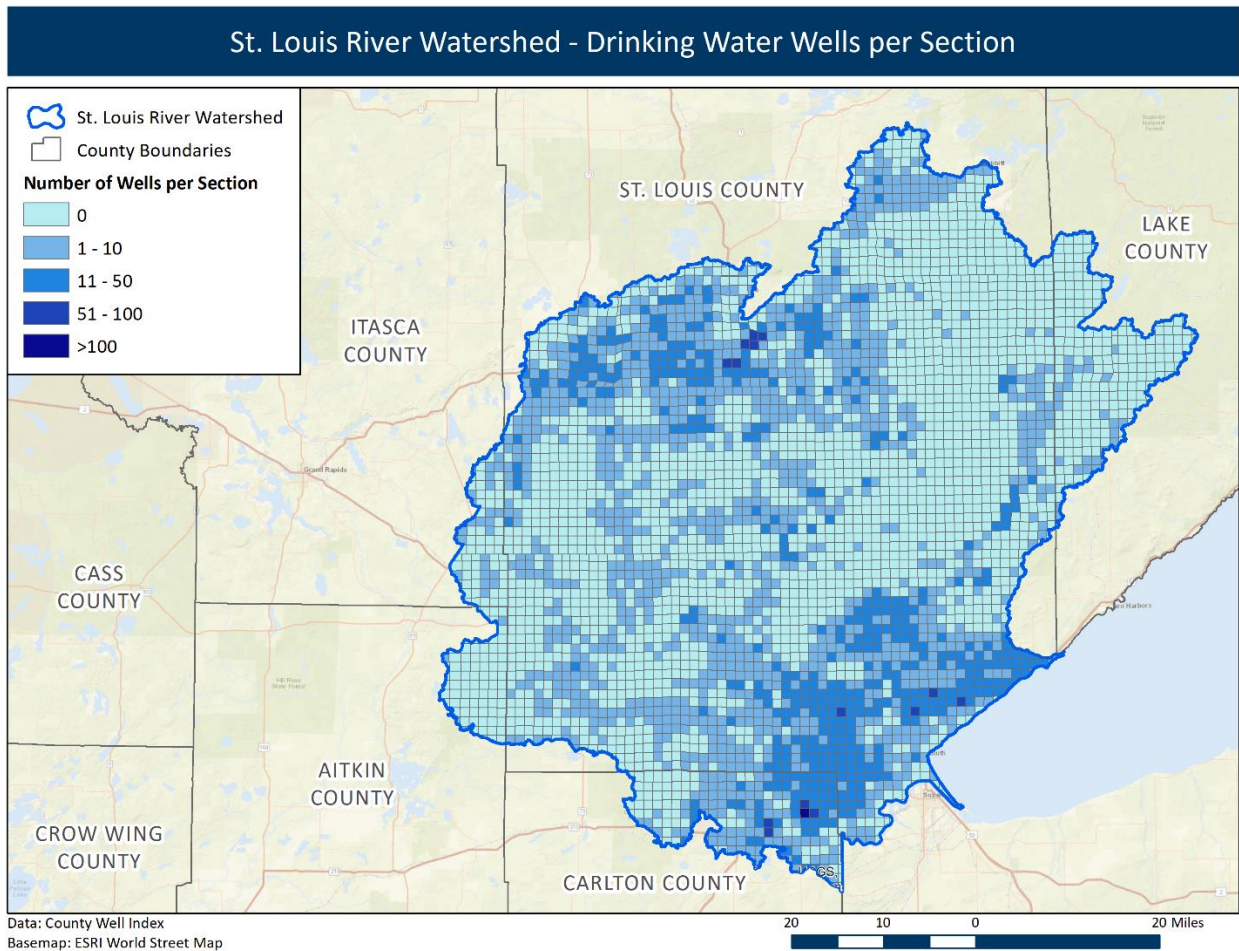 St. Louis River Watershed - Drinking Water Wells per Section
St. Louis River Watershed
County Boundaries
Number of Wells per Section
0
1 - 10
11 - 50
51 - 100
>100
ST. LOUIS COUNTY
LAKE
COUNTY
ITASCA
COUNTY
Grand Rapids
CASS
COUNTY
AITKIN
COUNTY
CROW WING
COUNTY
CARLTON COUNTY
Data: County Well Index
Basemap: ESRI World Street Map
20 10 0 20 Miles